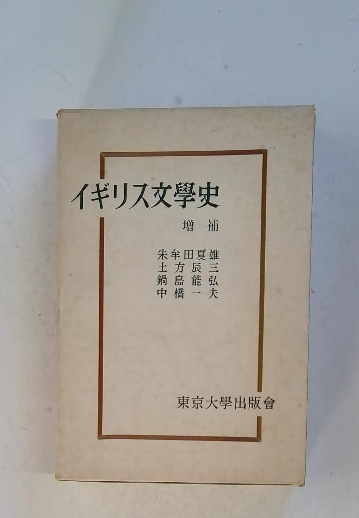 イギリス文學史
増補
朱牟田夏雄
土方辰三
鍋島能弘
中橋一夫
東京大學出版會